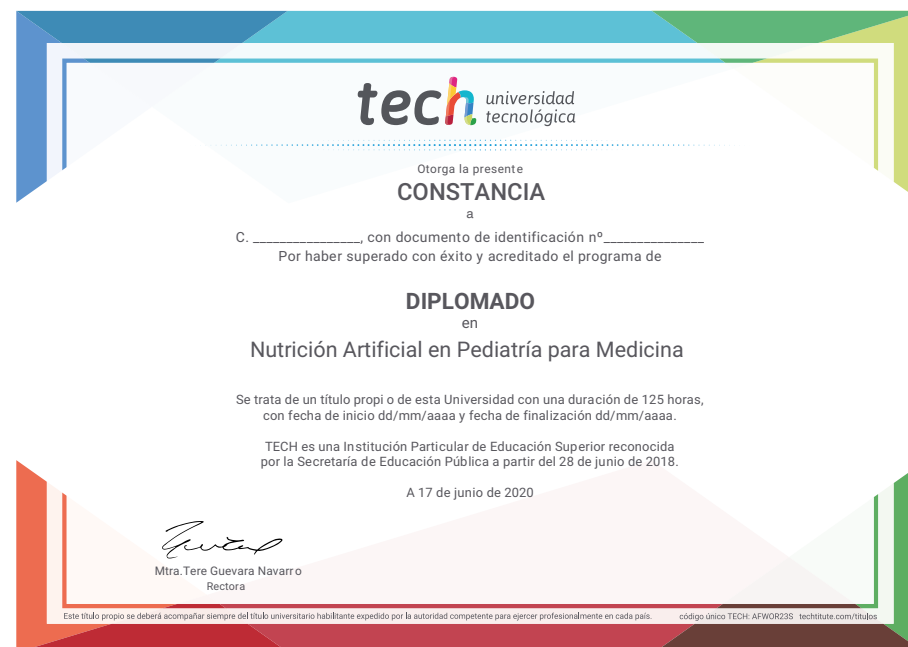 tech universidad
tecnológica
Otorga la presente
CONSTANCIA
a
C. ________________, con documento de identificación nº_______________
Por haber superado con éxito y acreditado el programa de
DIPLOMADO
en
Nutrición Artificial en Pediatría para Medicina
Se trata de un título propi o de esta Universidad con una duración de 125 horas,
con fecha de inicio dd/mm/aaaa y fecha de finalización dd/mm/aaaa.
TECH es una Institución Particular de Educación Superior reconocida
por la Secretaría de Educación Pública a partir del 28 de junio de 2018.
A 17 de junio de 2020
Mtra.Tere Guevara Navarro
Rectora
Este título propio se deberá acompañar siempre del título universitario habilitante expedido por la autoridad competente para ejercer profesionalmente en cada país. código único TECH: AFWOR23S techtitute.com/titulos